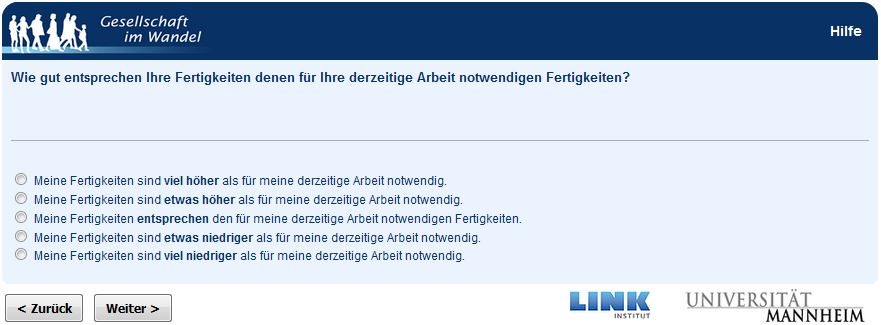 Gesellschaft
im Wandel
Hilfe
Wie gut entsprechen Ihre Fertigkeiten denen für Ihre derzeitige Arbeit notwendigen Fertigkeiten?
Meine Fertigkeiten sind viel höher als für meine derzeitige Arbeit notwendig.
Meine Fertigkeiten sind etwas höher als für meine derzeitige Arbeit notwendig.
Meine Fertigkeiten entsprechen den für meine derzeitige Arbeit notwendigen Fertigkeiten.
Meine Fertigkeiten sind etwas niedriger als für meine derzeitige Arbeit notwendig.
Meine Fertigkeiten sind viel niedriger als für meine derzeitige Arbeit notwendig.
< Zurück Weiter >
LINK
INSTITUT
UNIVERSITÄT
MANNHEIM